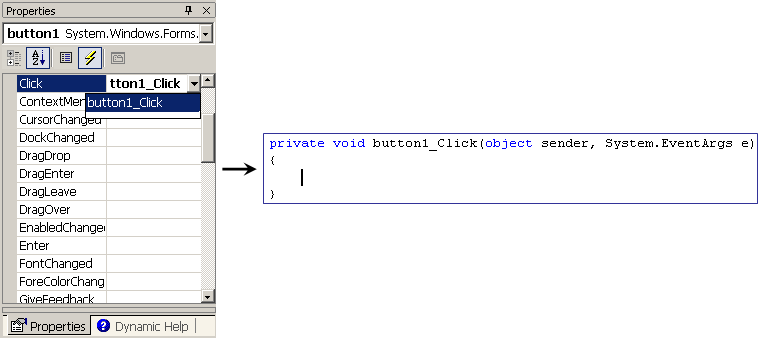 Properties
button1 System.Windows.Forms.
Click tton1_Click
ContextMen
button1_Click
CursorChanged
DockChanged
DragDrop
DragEnter
DragLeave
DragOver
EnabledChanged
Enter
FontChanged
ForeColorChang
GiveFeedback
Properties Dynamic Help
private void button1_Click(object sender, System.EventArgs e)
{
}